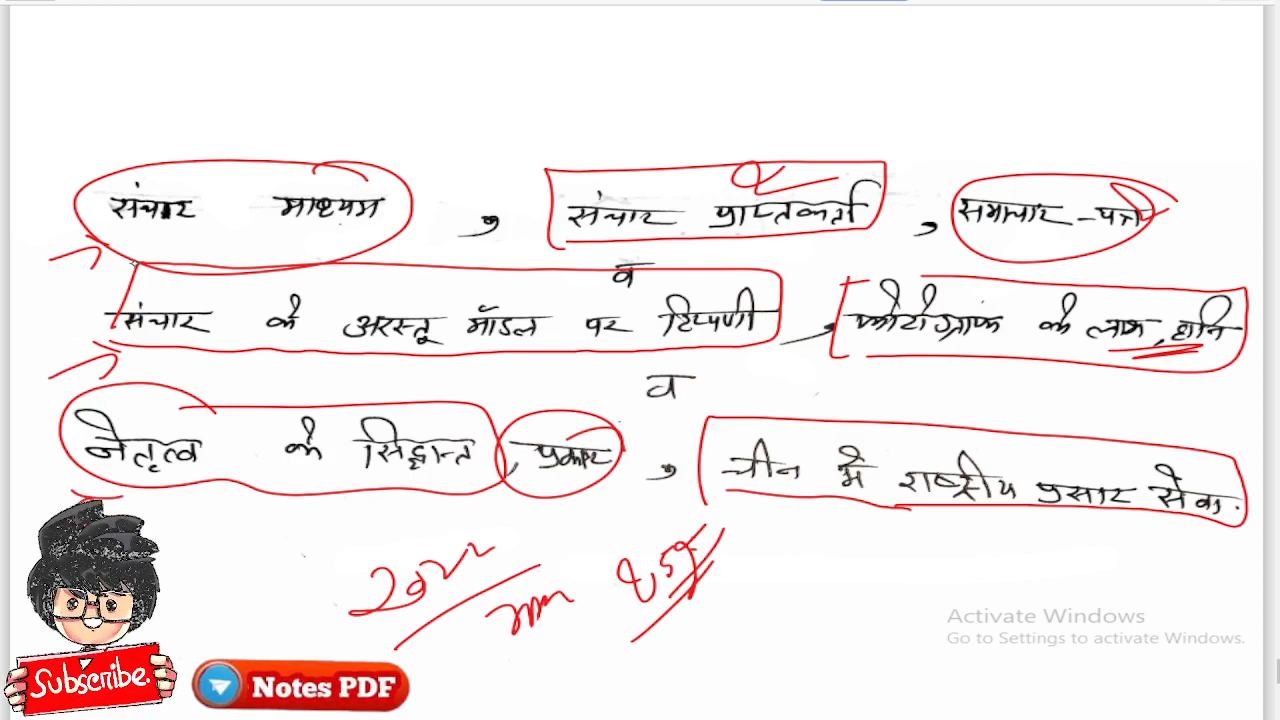 संचार माध्यम , संचार प्राप्तकर्ता , समाचार-पत्र
व
संचार के अरस्तू मॉडल पर टिप्पणी , फोटोग्राफ के लाभ, हानि
व
नेतृत्व के सिद्धान्त, प्रकार , चीन मे राष्ट्रीय प्रसार सेवा.
2022
Activate Windows
Go to Settings to activate Windows.
Subscribe.
Notes PDF